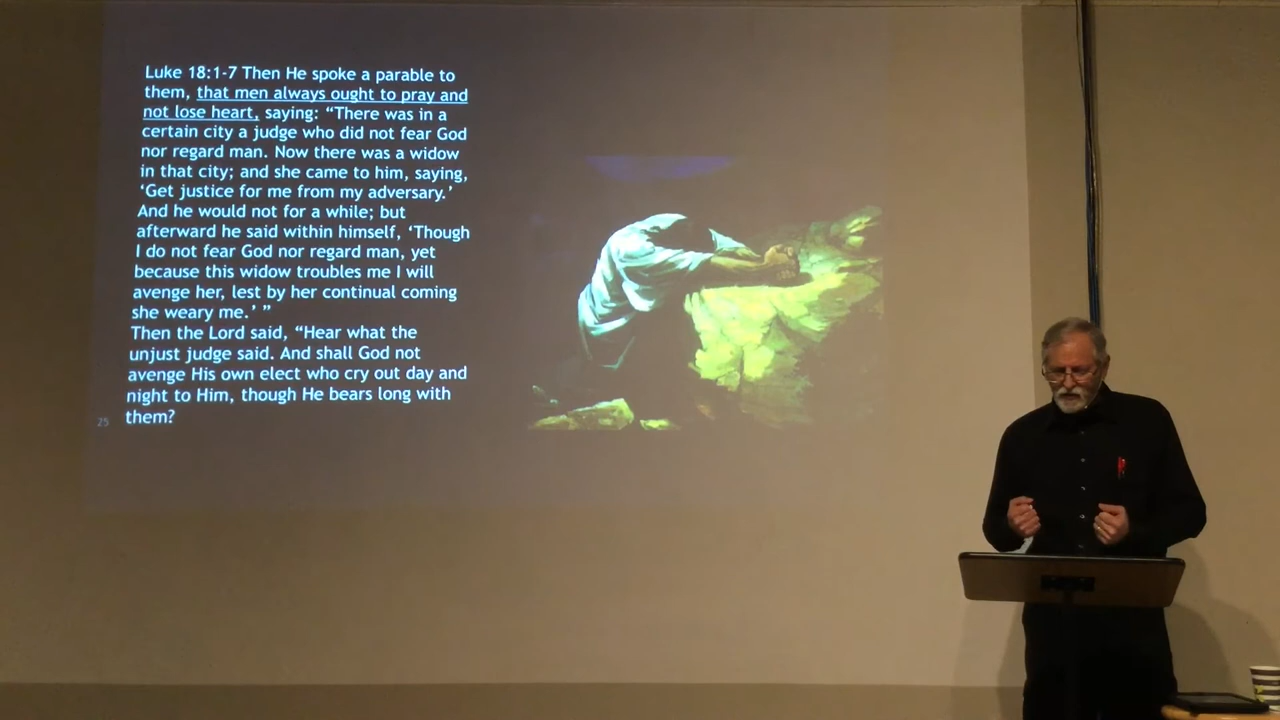 Luke 18:1-7 Then He spoke a parable to
them, that men always ought to pray and
not lose heart, saying: “There was in a
certain city a judge who did not fear God
nor regard man. Now there was a widow
in that city; and she came to him, saying,
‘Get justice for me from my adversary.’
And he would not for a while; but
afterward he said within himself, ‘Though
I do not fear God nor regard man, yet
because this widow troubles me I will
avenge her, lest by her continual coming
she weary me.’ ”
Then the Lord said, “Hear what the
unjust judge said. And shall God not
avenge His own elect who cry out day and
night to Him, though He bears long with
them?
25